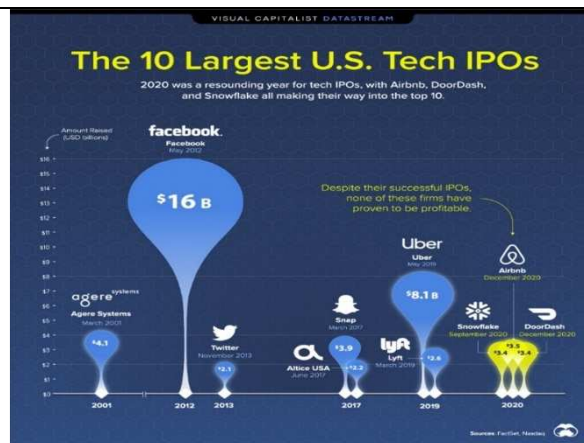 VISUAL CAPITALIST DATASTREAM
The 10 Largest U.S. Tech IPOs
2020 was a resounding year for tech IPOs, with Airbnb, DoorDash,
and Snowflake all making their way into the top 10.
Amount Raised
(USD billions)
$16
$15
$14
$13
$12
$11
$10
$9
$8
$7
$6
$5
$4
$3
$2
$1
$0
agere systems
Agere Systems
March 2001
$4.1
facebook.
Facebook
May 2012
$16 B
Twitter
November 2013
$2.1
Altice USA
June 2017
$2.2
Snap
March 2017
$3.9
Uber
Uber
May 2019
$8.1 B
lyft
Lyft
March 2019
$2.6
Despite their successful IPOs,
none of these firms have
proven to be profitable.
Airbnb
December 2020
$3.5
Snowflake
September 2020
$3.4
DoorDash
December 2020
$3.4
2001
2012
2013
2017
2019
2020
Sources: FactSet, Nasdaq